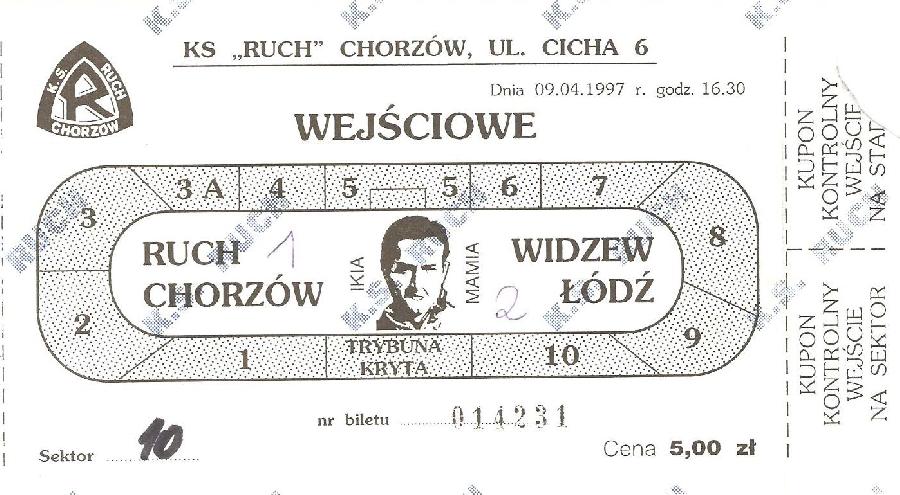 KS „RUCH” CHORZÓW, UL. CICHA 6
K.S. RUCH
R
CHORZÓW
Dnia 09.04.1997 r. godz. 16.30
WEJŚCIOWE
3 3 A 4 5 5 6 7 8
RUCH 1
CHORZÓW
IKIA
MAMIA
WIDZEW
2 ŁÓDŹ
2 1 TRYBUNA 10 9
KRYTA
nr biletu 014231
Sektor 10
Cena 5,00 zł
KUPON
KONTROLNY
WEJŚCIE
NA
KUPON
KONTROLNY
WEJŚCIE
NA SEKTOR
K.S. RUCH